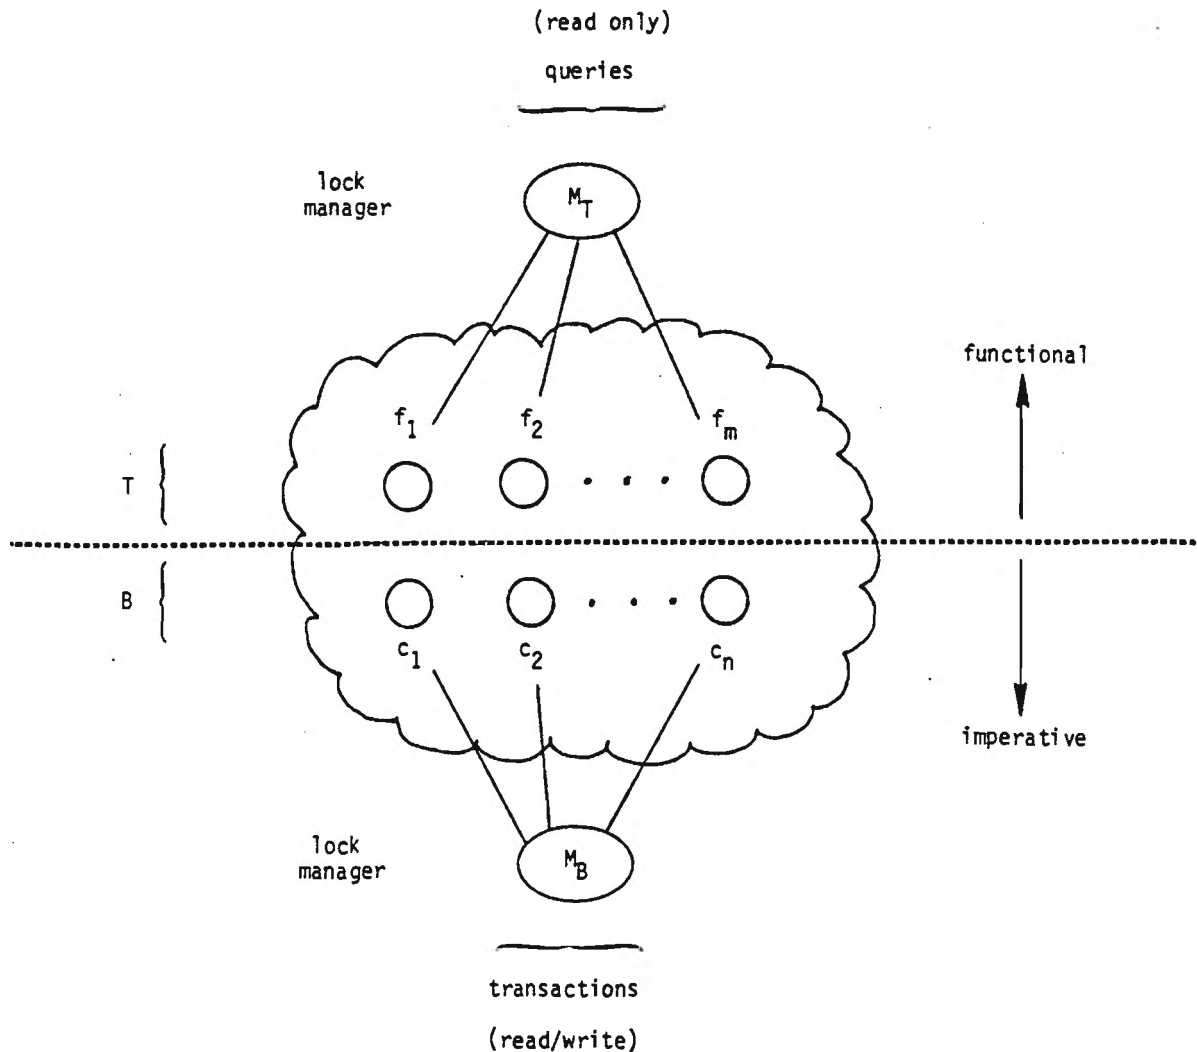 (read only)
queries
lock
manager
M_T
functional
f_1 f_2 . . . f_m
T
B
c_1 c_2 . . . c_n
imperative
lock
manager
M_B
transactions
(read/write)